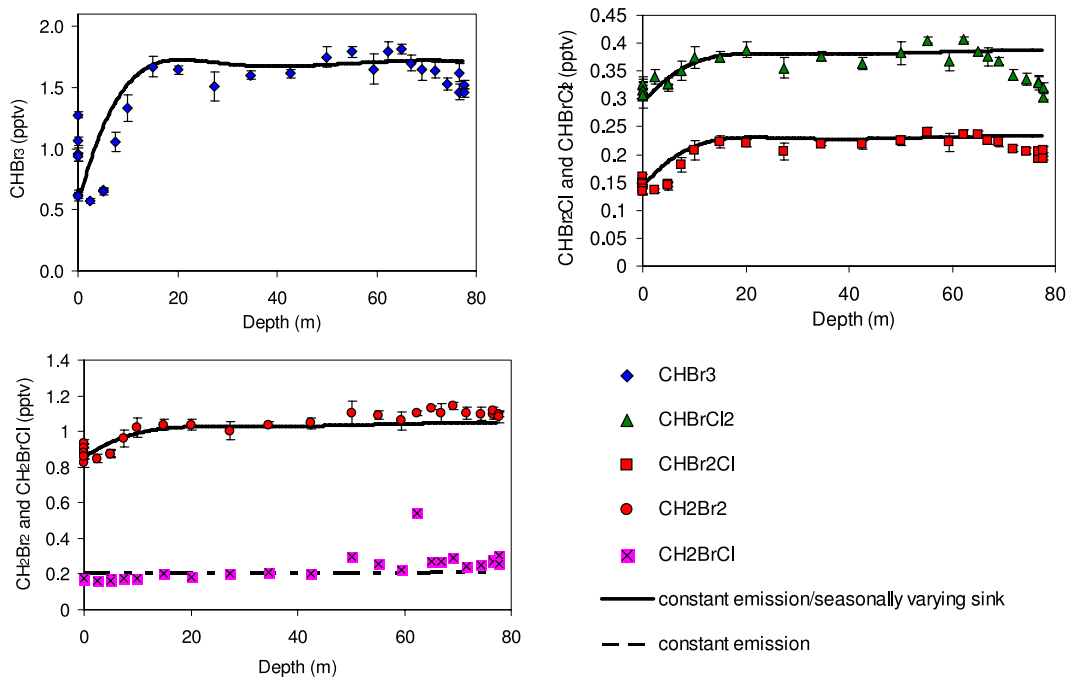 CHBr3 (pptv)
2.0
1.5
1.0
0.5
0.0
0 20 40 60 80
Depth (m)
CHBr2Cl and CHBrCl2 (pptv)
0.45
0.4
0.35
0.3
0.25
0.2
0.15
0.1
0.05
0
0 20 40 60 80
Depth (m)
CH2Br2 and CH2BrCl (pptv)
1.4
1.2
1
0.8
0.6
0.4
0.2
0
0 20 40 60 80
Depth (m)
CHBr3
CHBrCl2
CHBr2Cl
CH2Br2
CH2BrCl
constant emission/seasonally varying sink
constant emission